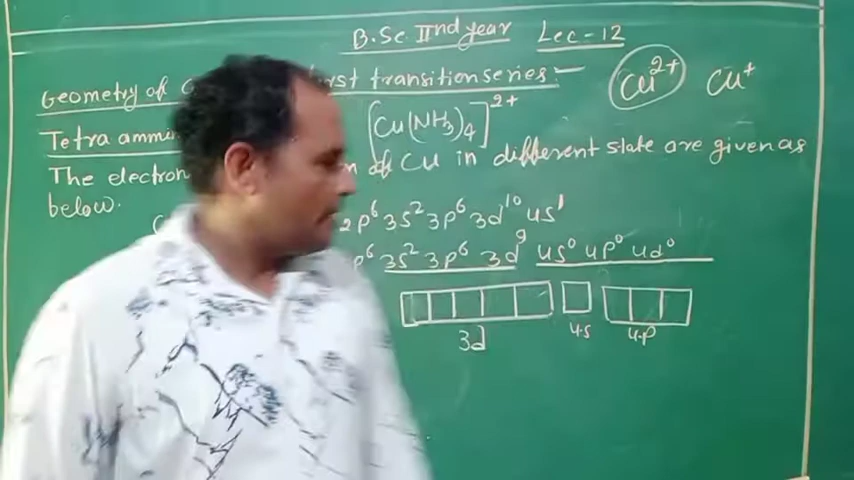 B.Sc. IInd year Lec-12
Geometry of first transition series:-
Cu²⁺ Cu⁺
Tetra ammin [Cu(NH₃)₄]²⁺
The electron of Cu in different state are given as
below.
2p⁶ 3s² 3p⁶ 3d¹⁰ 4s¹
p⁶ 3s² 3p⁶ 3d⁹ 4s⁰ 4p⁰ 4d⁰
3d 4s 4p